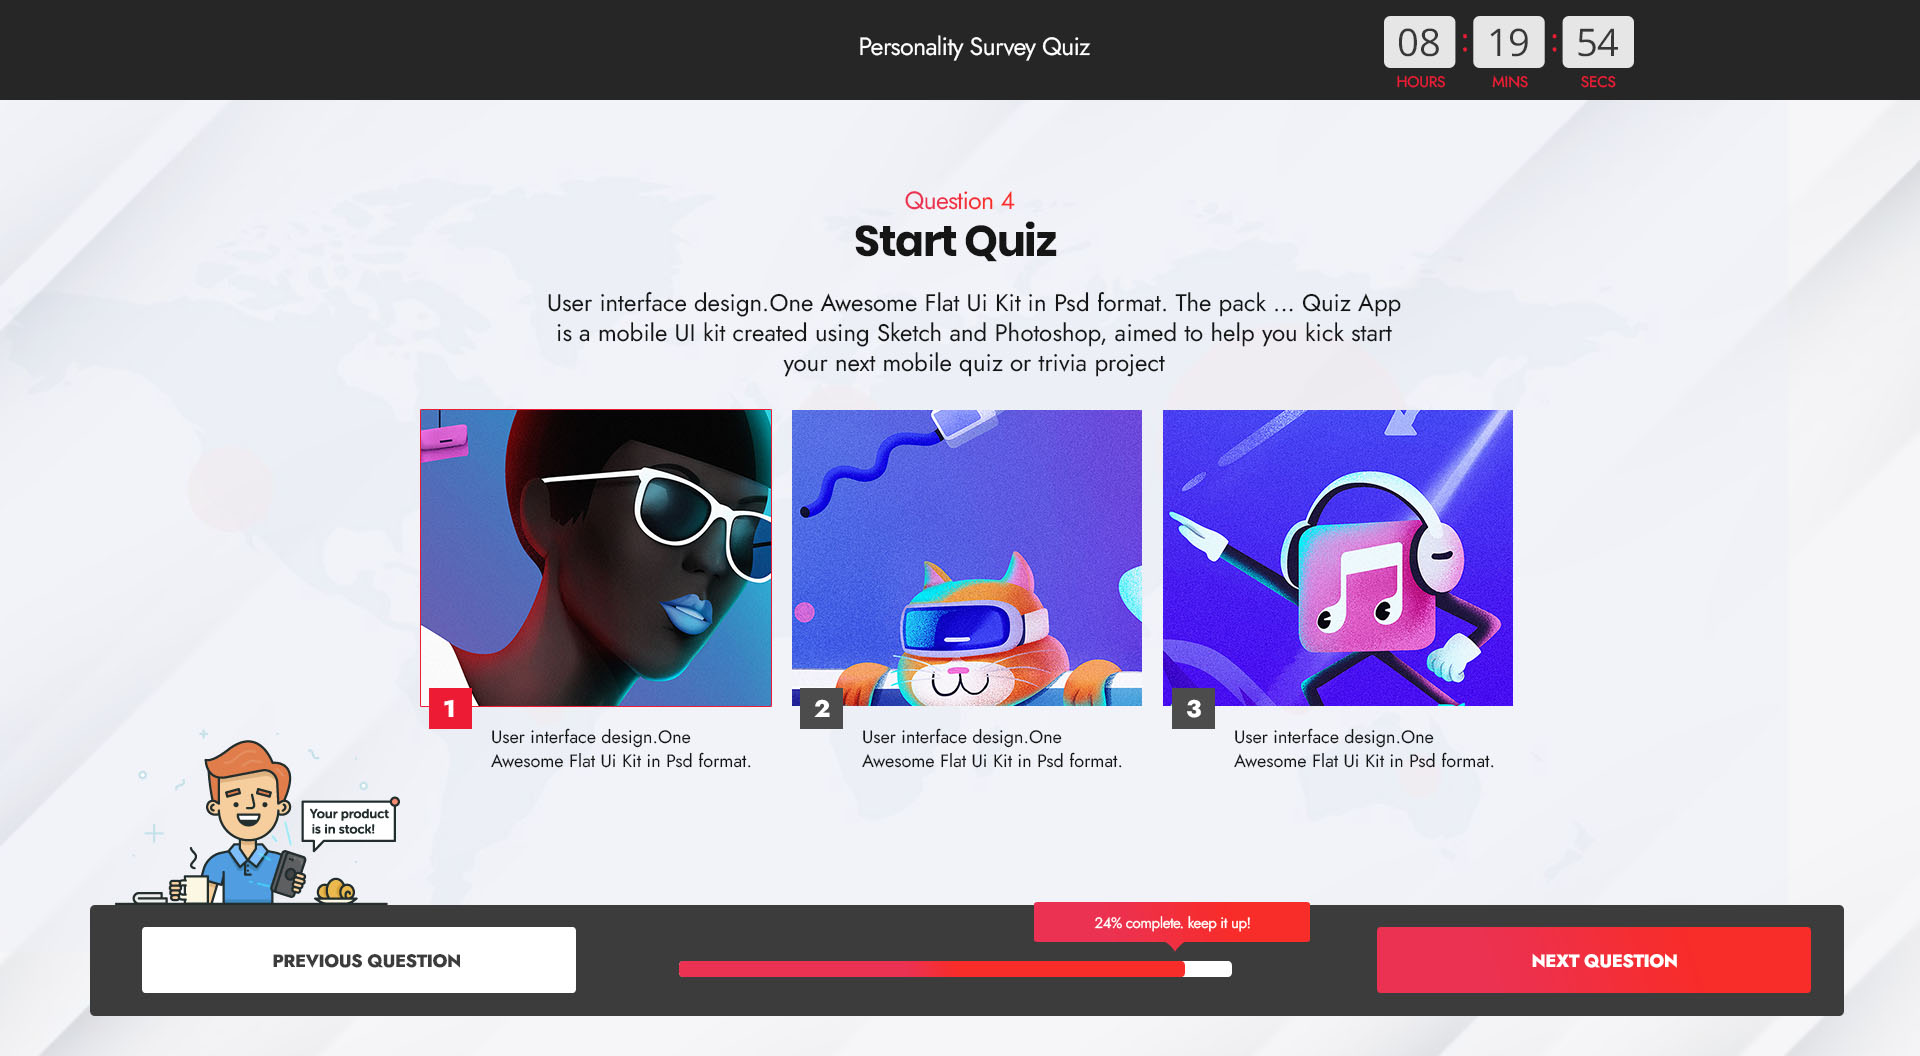 Personality Survey Quiz
08 : 19 : 54
HOURS MINS SECS
Question 4
Start Quiz
User interface design.One Awesome Flat Ui Kit in Psd format. The pack ... Quiz App
is a mobile UI kit created using Sketch and Photoshop, aimed to help you kick start
your next mobile quiz or trivia project
1
User interface design.One
Awesome Flat Ui Kit in Psd format.
2
User interface design.One
Awesome Flat Ui Kit in Psd format.
3
User interface design.One
Awesome Flat Ui Kit in Psd format.
Your product
is in stock!
PREVIOUS QUESTION
24% complete. keep it up!
NEXT QUESTION